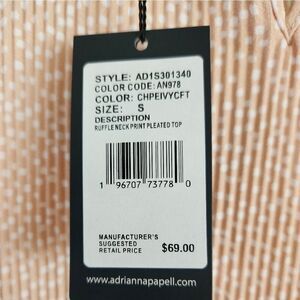 STYLE: AD1S301340
COLOR CODE: AN978
COLOR: CHPEIVYCFT
SIZE: S
DESCRIPTION
RUFFLE NECK PRINT PLEATED TOP
1 96707 73778 0
MANUFACTURER'S
SUGGESTED
RETAIL PRICE $69.00
www.adriannapapell.com